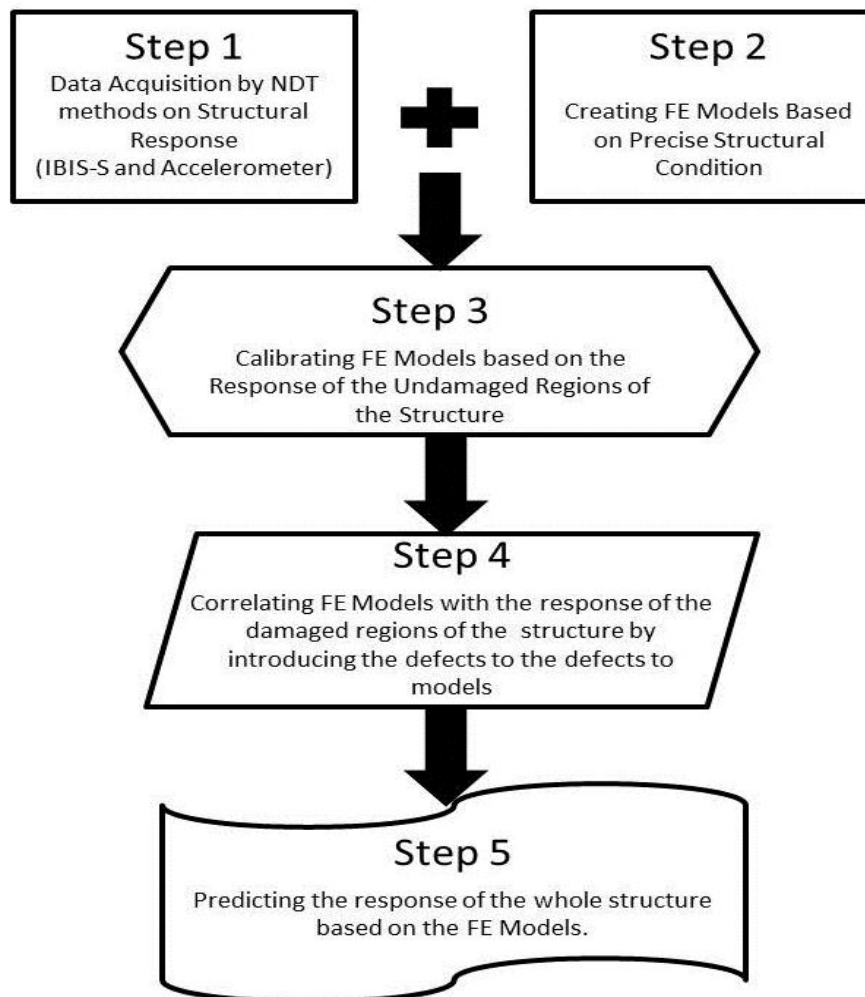 Step 1
Data Acquisition by NDT
methods on Structural
Response
(IBIS-S and Accelerometer)
Step 2
Creating FE Models Based
on Precise Structural
Condition
Step 3
Calibrating FE Models based on the
Response of the Undamaged Regions of
the Structure
Step 4
Correlating FE Models with the response of the
damaged regions of the structure by
introducing the defects to the defects to
models
Step 5
Predicting the response of the whole structure
based on the FE Models.